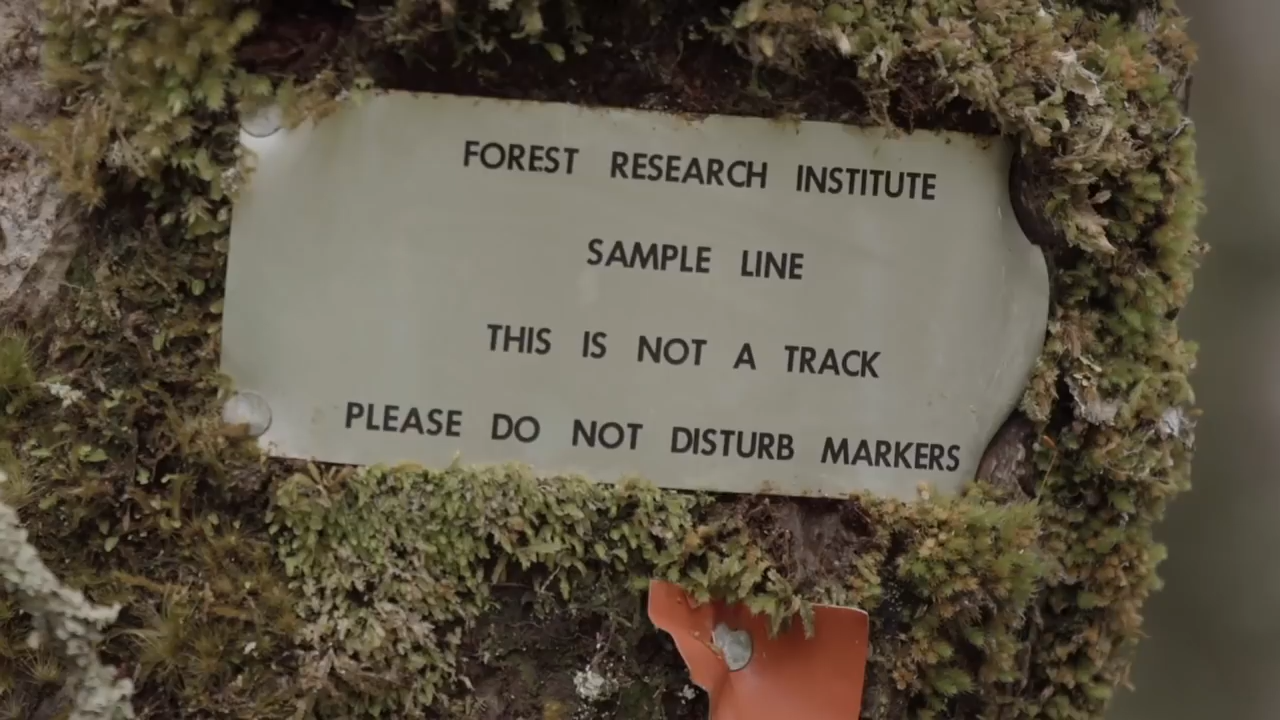 FOREST RESEARCH INSTITUTE
SAMPLE LINE
THIS IS NOT A TRACK
PLEASE DO NOT DISTURB MARKERS